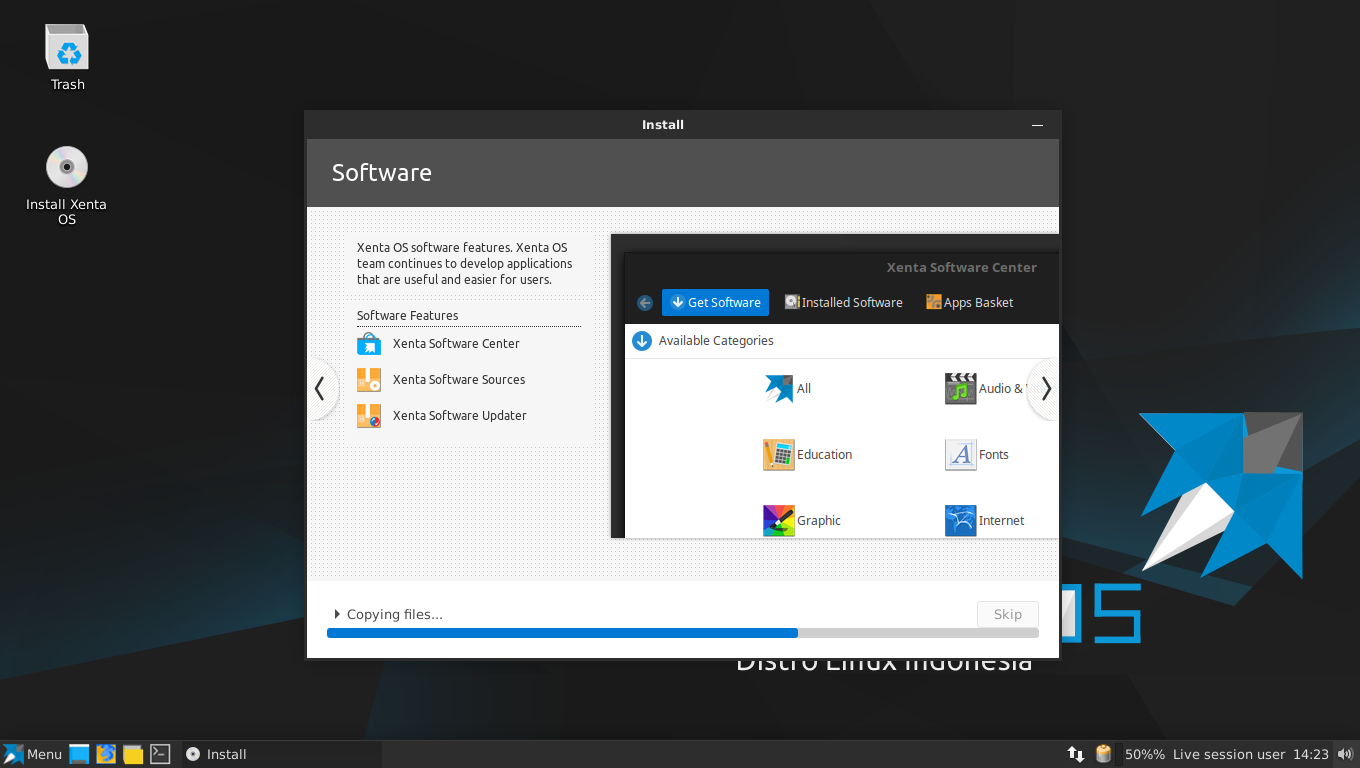 Trash
Install Xenta
OS
Install
Software
Xenta OS software features. Xenta OS
team continues to develop applications
that are useful and easier for users.
Software Features
Xenta Software Center
Xenta Software Sources
Xenta Software Updater
Xenta Software Center
Get Software
Installed Software
Apps Basket
Available Categories
All
Audio &
Education
Fonts
Graphic
Internet
Copying files...
Skip
OS
Distro Linux Indonesia
Menu
Install
50%%
Live session user
14:23